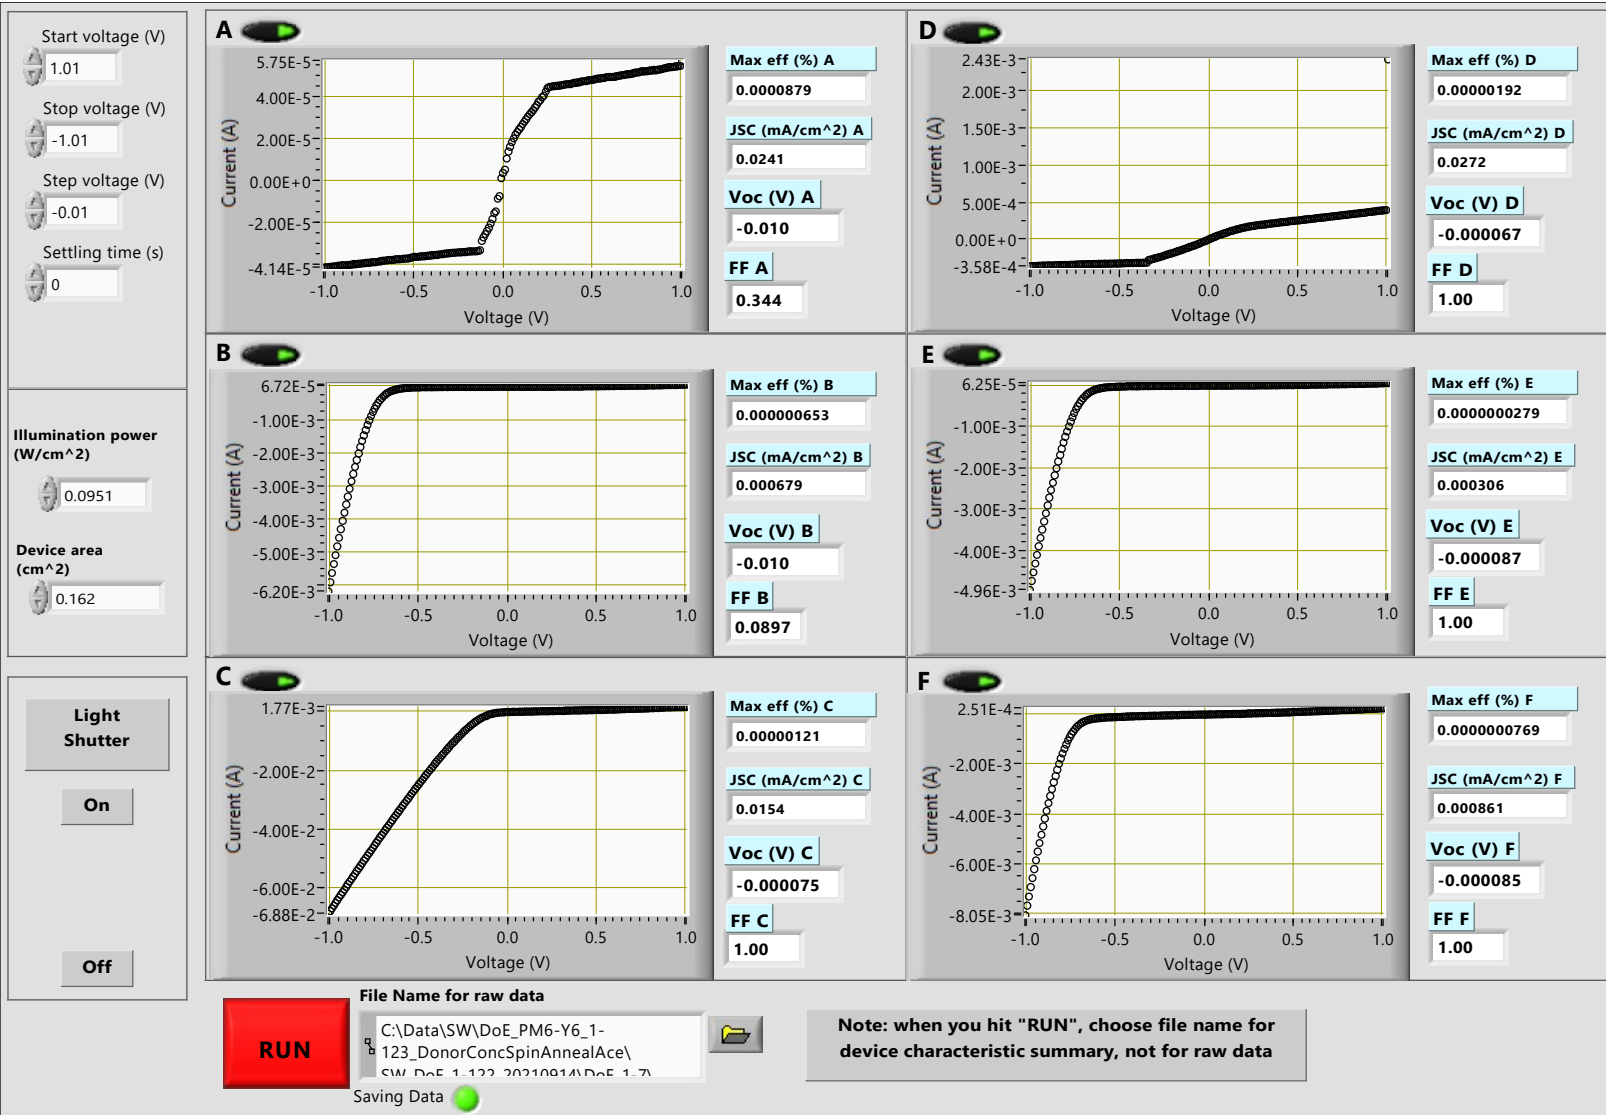 Start voltage (V)
1.01
Stop voltage (V)
-1.01
Step voltage (V)
-0.01
Settling time (s)
0
Illumination power
(W/cm^2)
0.0951
Device area
(cm^2)
0.162
Light
Shutter
On
Off
A
Current (A)
5.75E-5
4.00E-5
2.00E-5
0.00E+0
-2.00E-5
-4.14E-5
-1.0 -0.5 0.0 0.5 1.0
Voltage (V)
Max eff (%) A
0.0000879
JSC (mA/cm^2) A
0.0241
Voc (V) A
-0.010
FF A
0.344
D
Current (A)
2.43E-3
2.00E-3
1.50E-3
1.00E-3
5.00E-4
0.00E+0
-3.58E-4
-1.0 -0.5 0.0 0.5 1.0
Voltage (V)
Max eff (%) D
0.00000192
JSC (mA/cm^2) D
0.0272
Voc (V) D
-0.000067
FF D
1.00
B
Current (A)
6.72E-5
-1.00E-3
-2.00E-3
-3.00E-3
-4.00E-3
-5.00E-3
-6.20E-3
-1.0 -0.5 0.0 0.5 1.0
Voltage (V)
Max eff (%) B
0.000000653
JSC (mA/cm^2) B
0.000679
Voc (V) B
-0.010
FF B
0.0897
E
Current (A)
6.25E-5
-1.00E-3
-2.00E-3
-3.00E-3
-4.00E-3
-4.96E-3
-1.0 -0.5 0.0 0.5 1.0
Voltage (V)
Max eff (%) E
0.0000000279
JSC (mA/cm^2) E
0.000306
Voc (V) E
-0.000087
FF E
1.00
C
Current (A)
1.77E-3
-2.00E-2
-4.00E-2
-6.00E-2
-6.88E-2
-1.0 -0.5 0.0 0.5 1.0
Voltage (V)
Max eff (%) C
0.00000121
JSC (mA/cm^2) C
0.0154
Voc (V) C
-0.000075
FF C
1.00
F
Current (A)
2.51E-4
-2.00E-3
-4.00E-3
-6.00E-3
-8.05E-3
-1.0 -0.5 0.0 0.5 1.0
Voltage (V)
Max eff (%) F
0.0000000769
JSC (mA/cm^2) F
0.000861
Voc (V) F
-0.000085
FF F
1.00
RUN
File Name for raw data
C:\Data\SW\DoE_PM6-Y6_1-
123_DonorConcSpinAnnealAce\
SW_DoE_1-122_20210914\DoE_1-7\
Saving Data
Note: when you hit "RUN", choose file name for
device characteristic summary, not for raw data